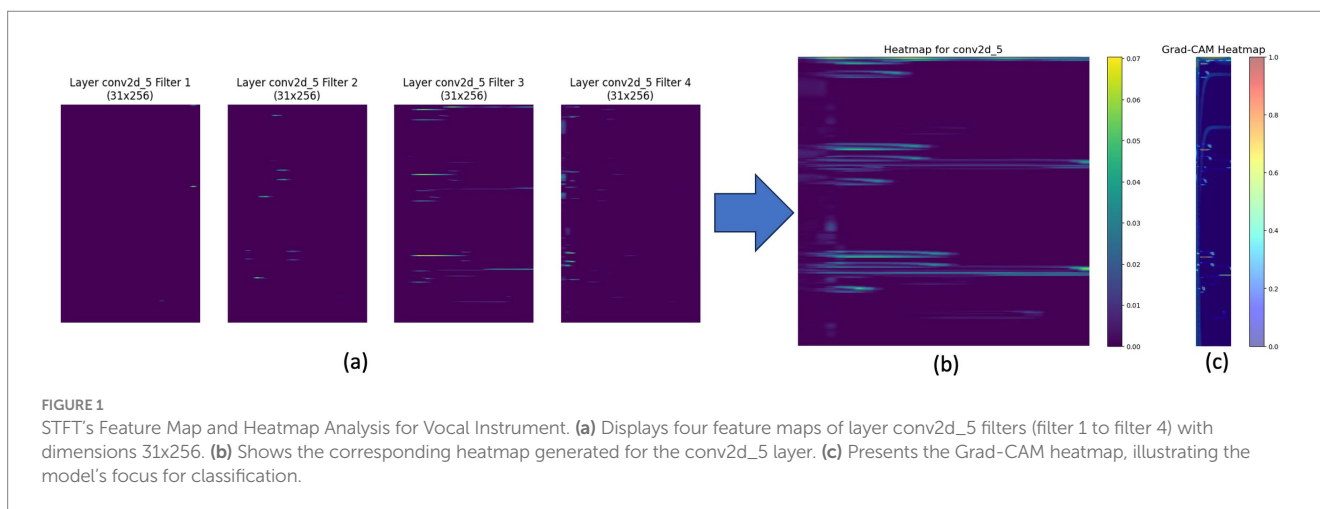 Layer conv2d_5 Filter 1
(31x256)
Layer conv2d_5 Filter 2
(31x256)
Layer conv2d_5 Filter 3
(31x256)
Layer conv2d_5 Filter 4
(31x256)
(a)
Heatmap for conv2d_5
0.07
0.06
0.05
0.04
0.03
0.02
0.01
0.00
(b)
Grad-CAM Heatmap
1.0
0.8
0.6
0.4
0.2
0.0
(c)
FIGURE 1
STFT’s Feature Map and Heatmap Analysis for Vocal Instrument. (a) Displays four feature maps of layer conv2d_5 filters (filter 1 to filter 4) with
dimensions 31x256. (b) Shows the corresponding heatmap generated for the conv2d_5 layer. (c) Presents the Grad-CAM heatmap, illustrating the
model’s focus for classification.